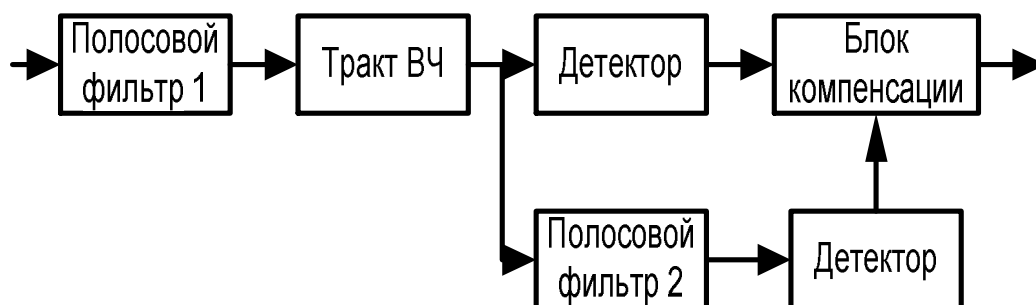 Полосовой
фильтр 1
Тракт ВЧ
Детектор
Блок
компенсации
Полосовой
фильтр 2
Детектор